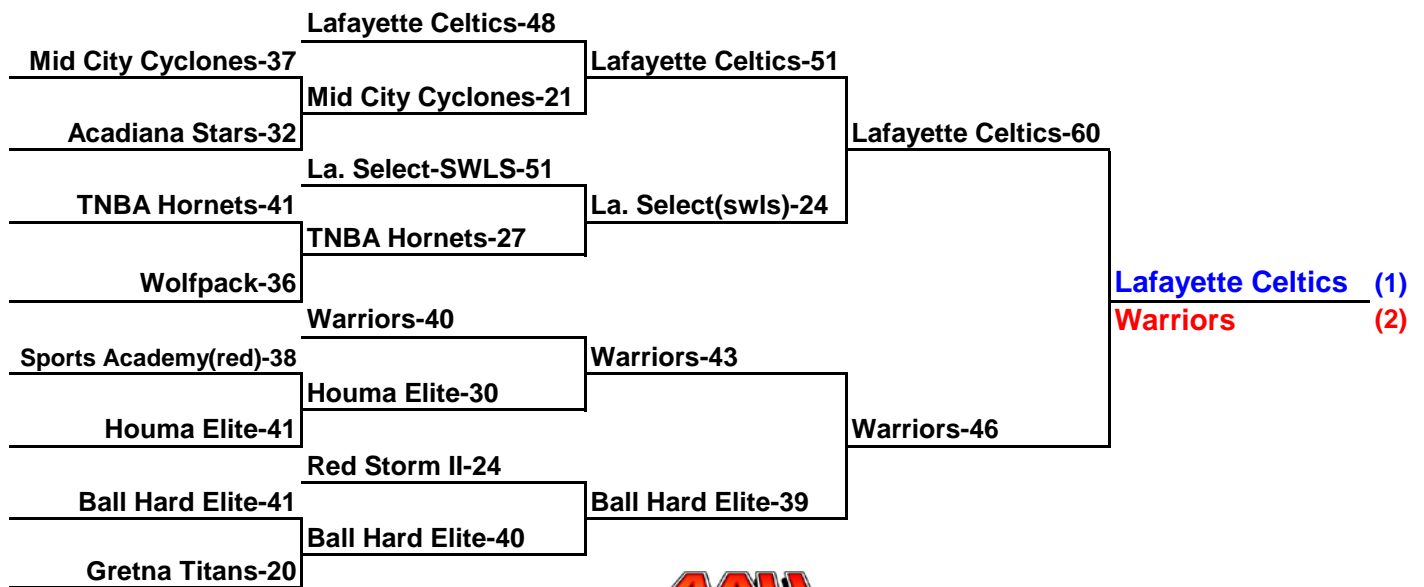 Lafayette Celtics-48
Mid City Cyclones-37
Lafayette Celtics-51
Mid City Cyclones-21
Acadiana Stars-32
Lafayette Celtics-60
La. Select-SWLS-51
TNBA Hornets-41
La. Select(swls)-24
TNBA Hornets-27
Wolfpack-36
Lafayette Celtics (1)
Warriors (2)
Warriors-40
Sports Academy(red)-38
Warriors-43
Houma Elite-30
Houma Elite-41
Warriors-46
Red Storm II-24
Ball Hard Elite-41
Ball Hard Elite-39
Ball Hard Elite-40
Gretna Titans-20
AAU